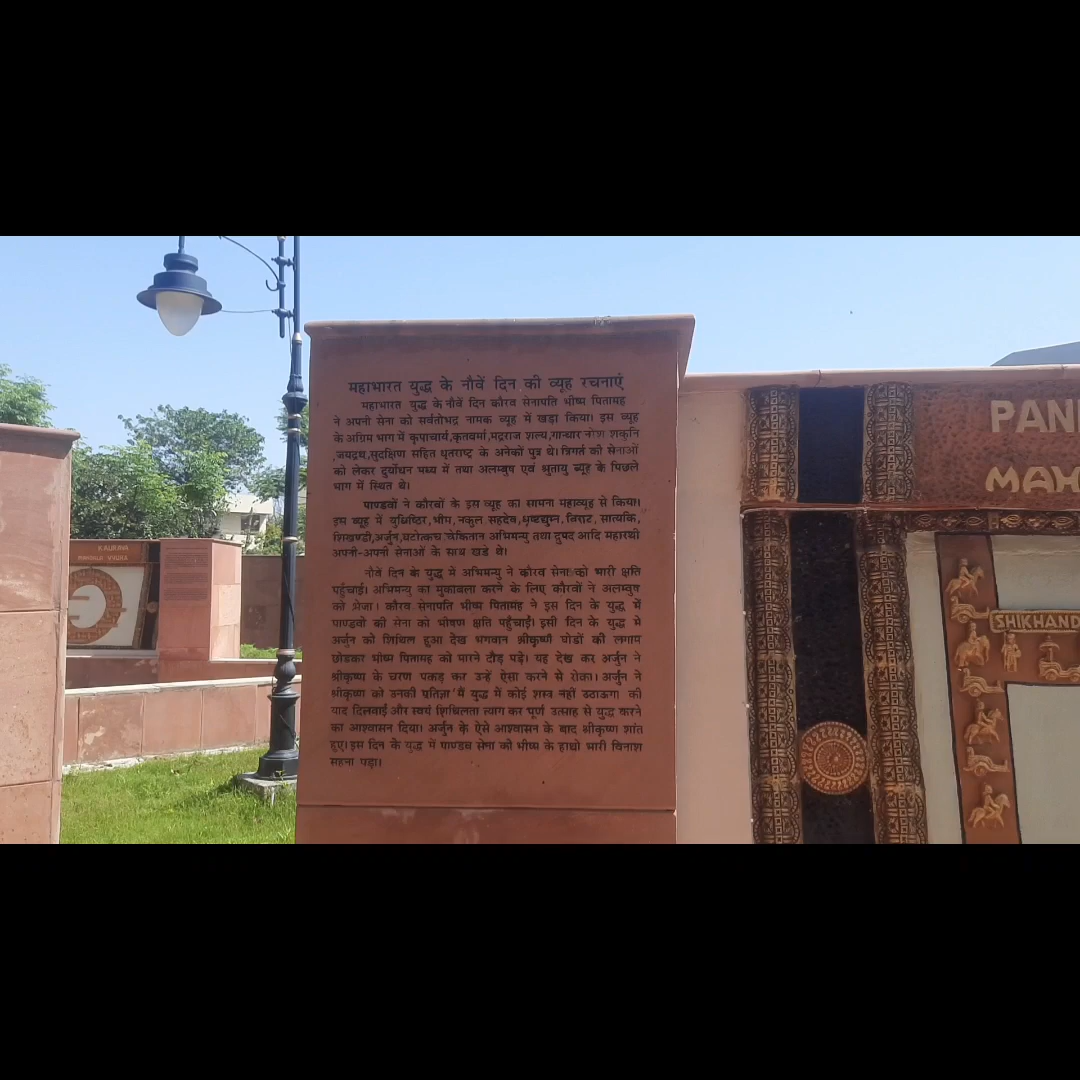 महाभारत युद्ध के नौवें दिन की व्यूह रचनाएं
महाभारत युद्ध के नौवें दिन कौरव सेनापति भीष्म पितामह
ने अपनी सेना को सर्वतोभद्र नामक व्यूह में खड़ा किया। इस व्यूह
के अग्रिम भाग में कृपाचार्य,कृतवर्मा,मद्रराज शल्य,गान्धार नरेश शकुनि
,जयद्रथ,सुदक्षिण सहित धृतराष्ट्र के अनेकों पुत्र थे। त्रिगर्त की सेनाओं
को लेकर दुर्योधन मध्य में तथा अलम्बुष एवं श्रुतायु ब्यूह के पिछले
भाग में स्थित थे।
पाण्डवों ने कौरवों के इस व्यूह का सामना महाव्यूह से किया।
इस ब्यूह में युधिष्ठिर,भीम,नकुल सहदेव,धृष्टद्युम्न,विराट, सात्यकि,
शिखण्डी,अर्जुन,घटोत्कच चेकितान अभिमन्यु तथा द्रुपद आदि महारथी
अपनी-अपनी सेनाओं के साथ खडे थे।
नौवें दिन के युद्ध में अभिमन्यु ने कौरव सेना को भारी क्षति
पहुँचाई। अभिमन्यु का मुकाबला करने के लिए कौरवों ने अलम्बुष
को भेजा। कौरव सेनापति भीष्म पितामह ने इस दिन के युद्ध में
पाण्डवों की सेना को भीषण क्षति पहुँचाई। इसी दिन के युद्ध में
अर्जुन को शिथिल हुआ देख भगवान श्रीकृष्ण घोडों की लगाम
छोडकर भीष्म पितामह को मारने दौड़ पड़े। यह देख कर अर्जुन ने
श्रीकृष्ण के चरण पकड़ कर उन्हें ऐसा करने से रोका। अर्जुन ने
श्रीकृष्ण को उनकी प्रतिज्ञा 'मैं युद्ध में कोई शस्त्र नहीं उठाऊगा' की
याद दिलवाई और स्वयं शिथिलता त्याग कर पूर्ण उत्साह से युद्ध करने
का आश्वासन दिया। अर्जुन के ऐसे आश्वासन के बाद श्रीकृष्ण शांत
हुए। इस दिन के युद्ध में पाण्डव सेना को भीष्म के हाथों भारी विनाश
सहना पड़ा।
PAN
MAH
SHIKHAND
KAURAVA
VYUHA